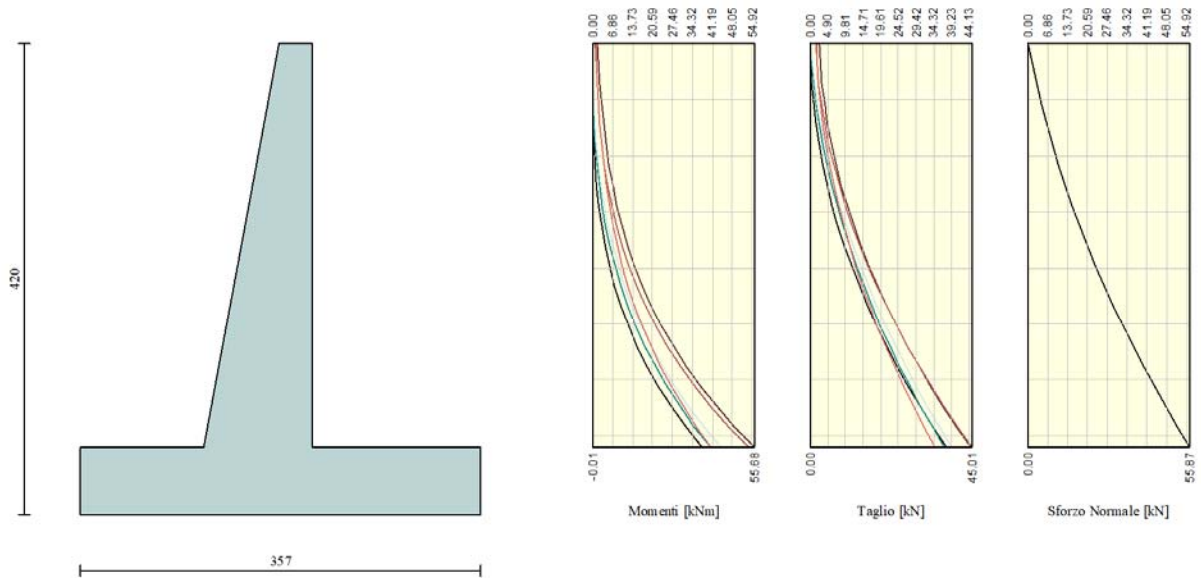 420
357
0.00 6.86 13.73 20.59 27.46 34.32 41.19 48.05 54.92
-0.01 55.68
Momenti [kNm]
0.00 4.90 9.81 14.71 19.61 24.52 29.42 34.32 39.23 44.13
0.00 45.01
Taglio [kN]
0.00 6.86 13.73 20.59 27.46 34.32 41.19 48.05 54.92
0.00 55.87
Sforzo Normale [kN]